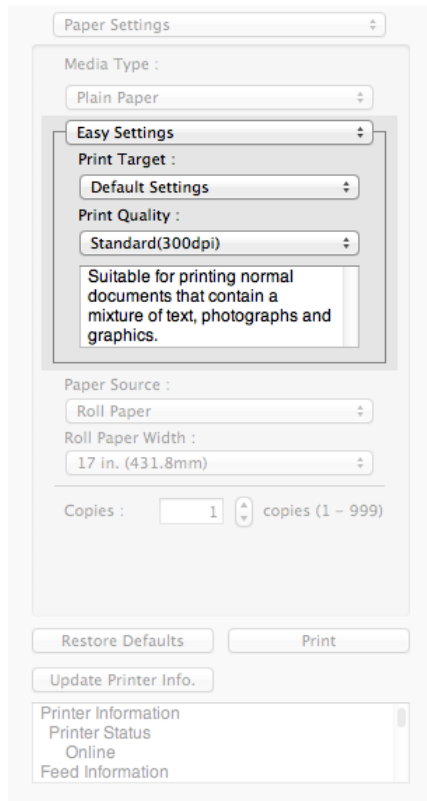 Paper Settings
Media Type :
Plain Paper
Easy Settings
Print Target :
Default Settings
Print Quality :
Standard(300dpi)
Suitable for printing normal
documents that contain a
mixture of text, photographs and
graphics.
Paper Source :
Roll Paper
Roll Paper Width :
17 in. (431.8mm)
Copies : 1 copies (1 – 999)
Restore Defaults Print
Update Printer Info.
Printer Information
Printer Status
Online
Feed Information